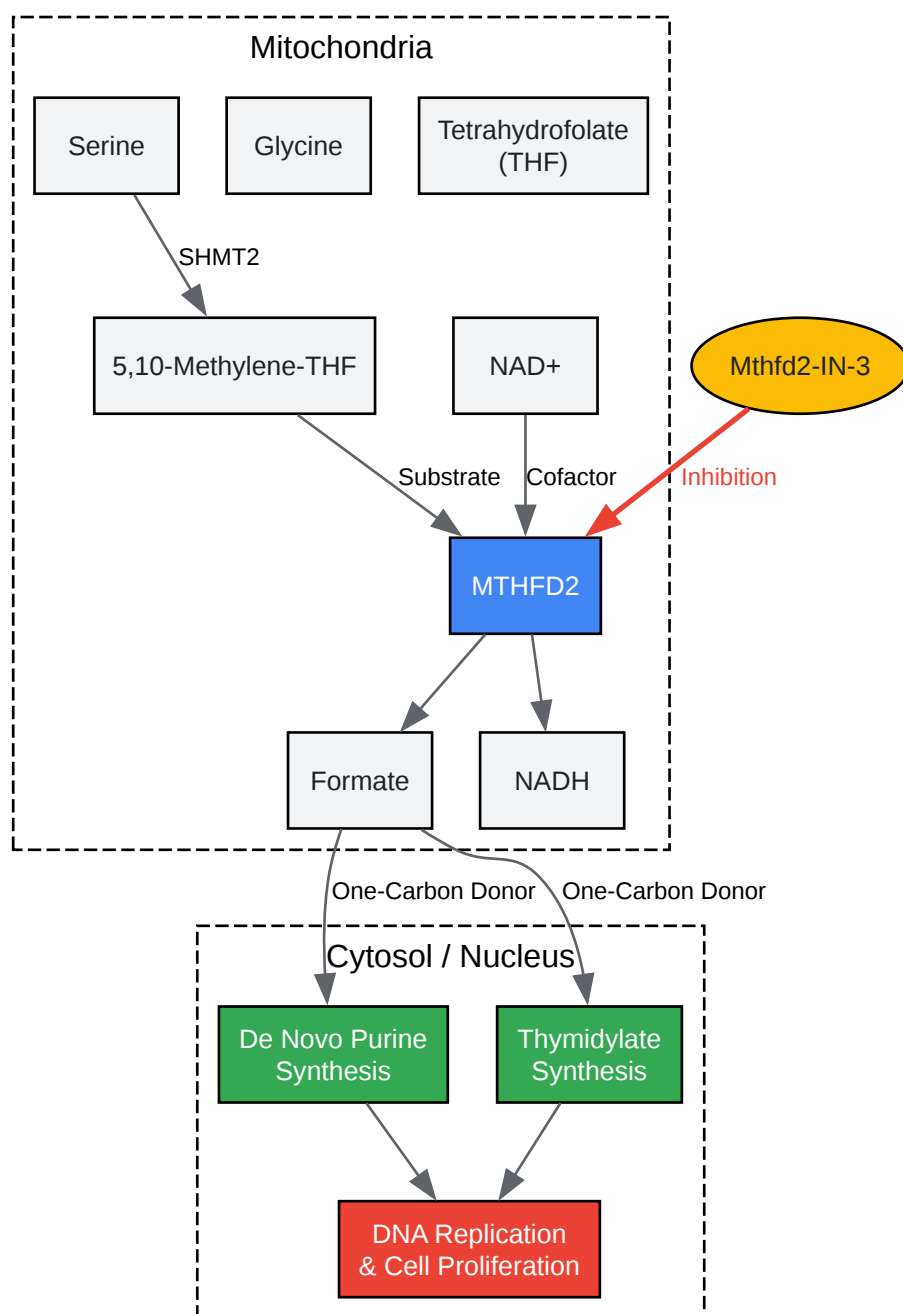 Mitochondria
Serine
Glycine
Tetrahydrofolate
(THF)
SHMT2
5,10-Methylene-THF
NAD+
Mthfd2-IN-3
Substrate
Cofactor
Inhibition
MTHFD2
Formate
NADH
One-Carbon Donor
One-Carbon Donor
Cytosol / Nucleus
De Novo Purine
Synthesis
Thymidylate
Synthesis
DNA Replication
& Cell Proliferation